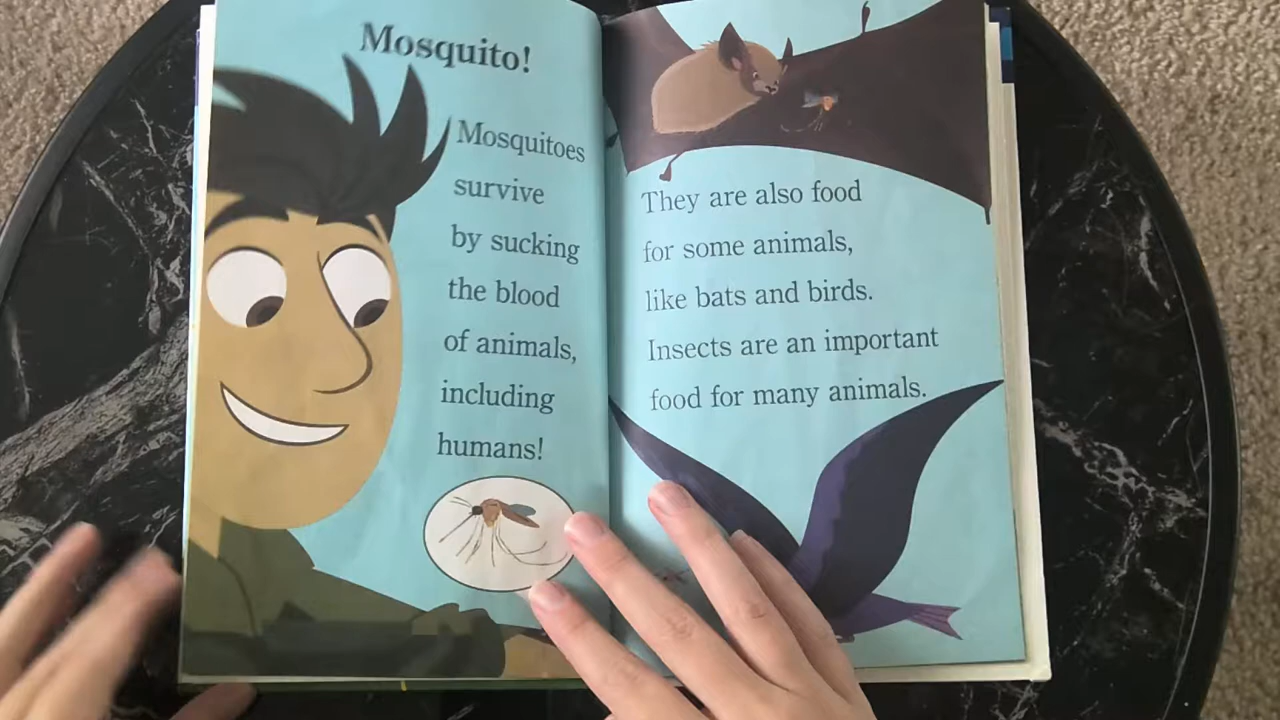 Mosquito!
Mosquitoes
survive
by sucking
the blood
of animals,
including
humans!
They are also food
for some animals,
like bats and birds.
Insects are an important
food for many animals.